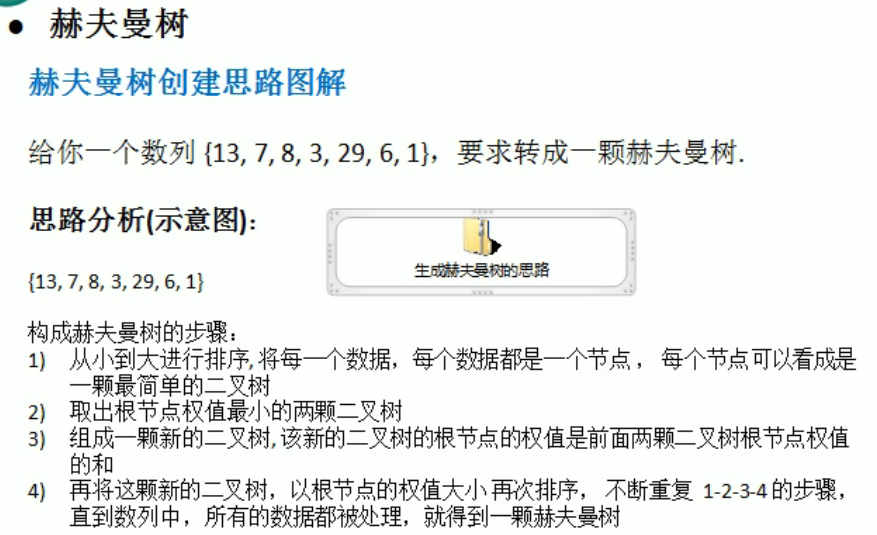 ● 赫夫曼树
赫夫曼树创建思路图解
给你一个数列 {13, 7, 8, 3, 29, 6, 1}，要求转成一颗赫夫曼树.
思路分析(示意图)：
生成赫夫曼树的思路
{13, 7, 8, 3, 29, 6, 1}
构成赫夫曼树的步骤：
1) 从小到大进行排序, 将每一个数据，每个数据都是一个节点 ， 每个节点可以看成是
一颗最简单的二叉树
2) 取出根节点权值最小的两颗二叉树
3) 组成一颗新的二叉树, 该新的二叉树的根节点的权值是前面两颗二叉树根节点权值
的和
4) 再将这颗新的二叉树，以根节点的权值大小 再次排序， 不断重复 1-2-3-4 的步骤，
直到数列中，所有的数据都被处理，就得到一颗赫夫曼树